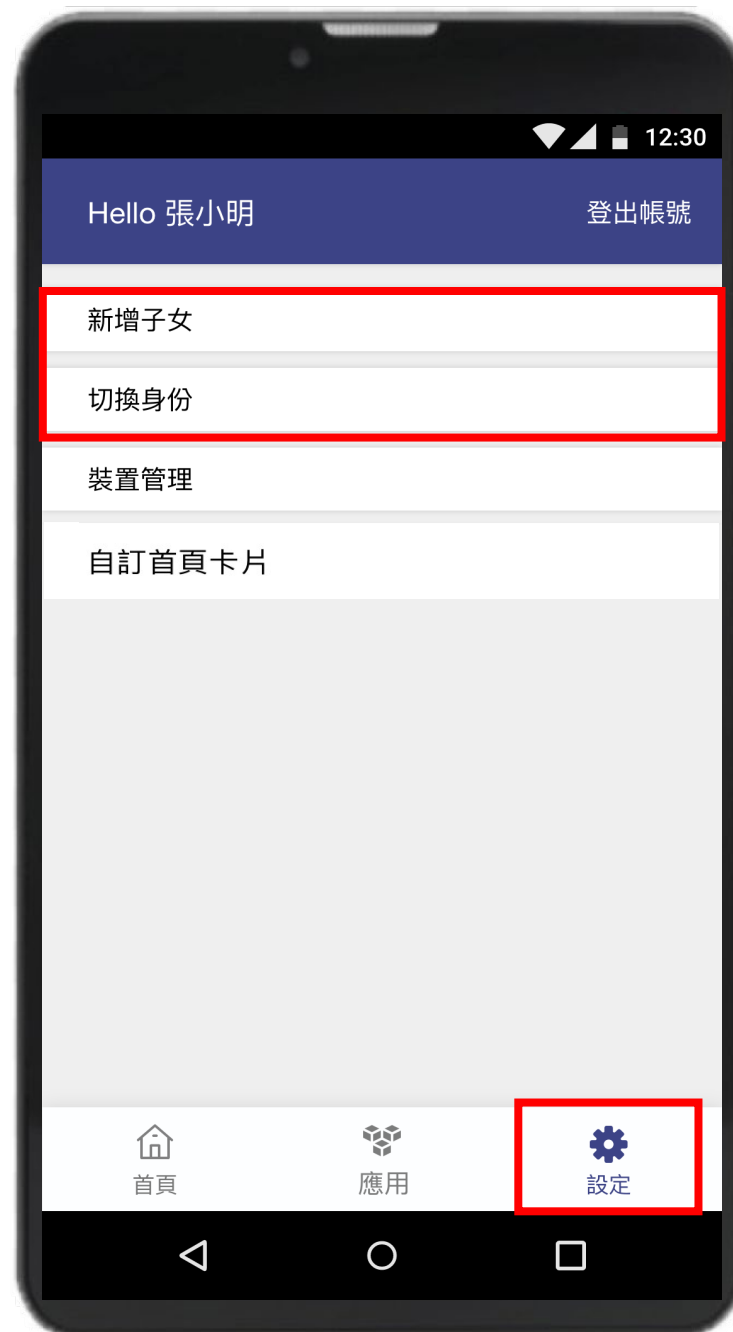 12:30
Hello 張小明 登出帳號
新增子女
切換身份
裝置管理
自訂首頁卡片
首頁 應用 設定